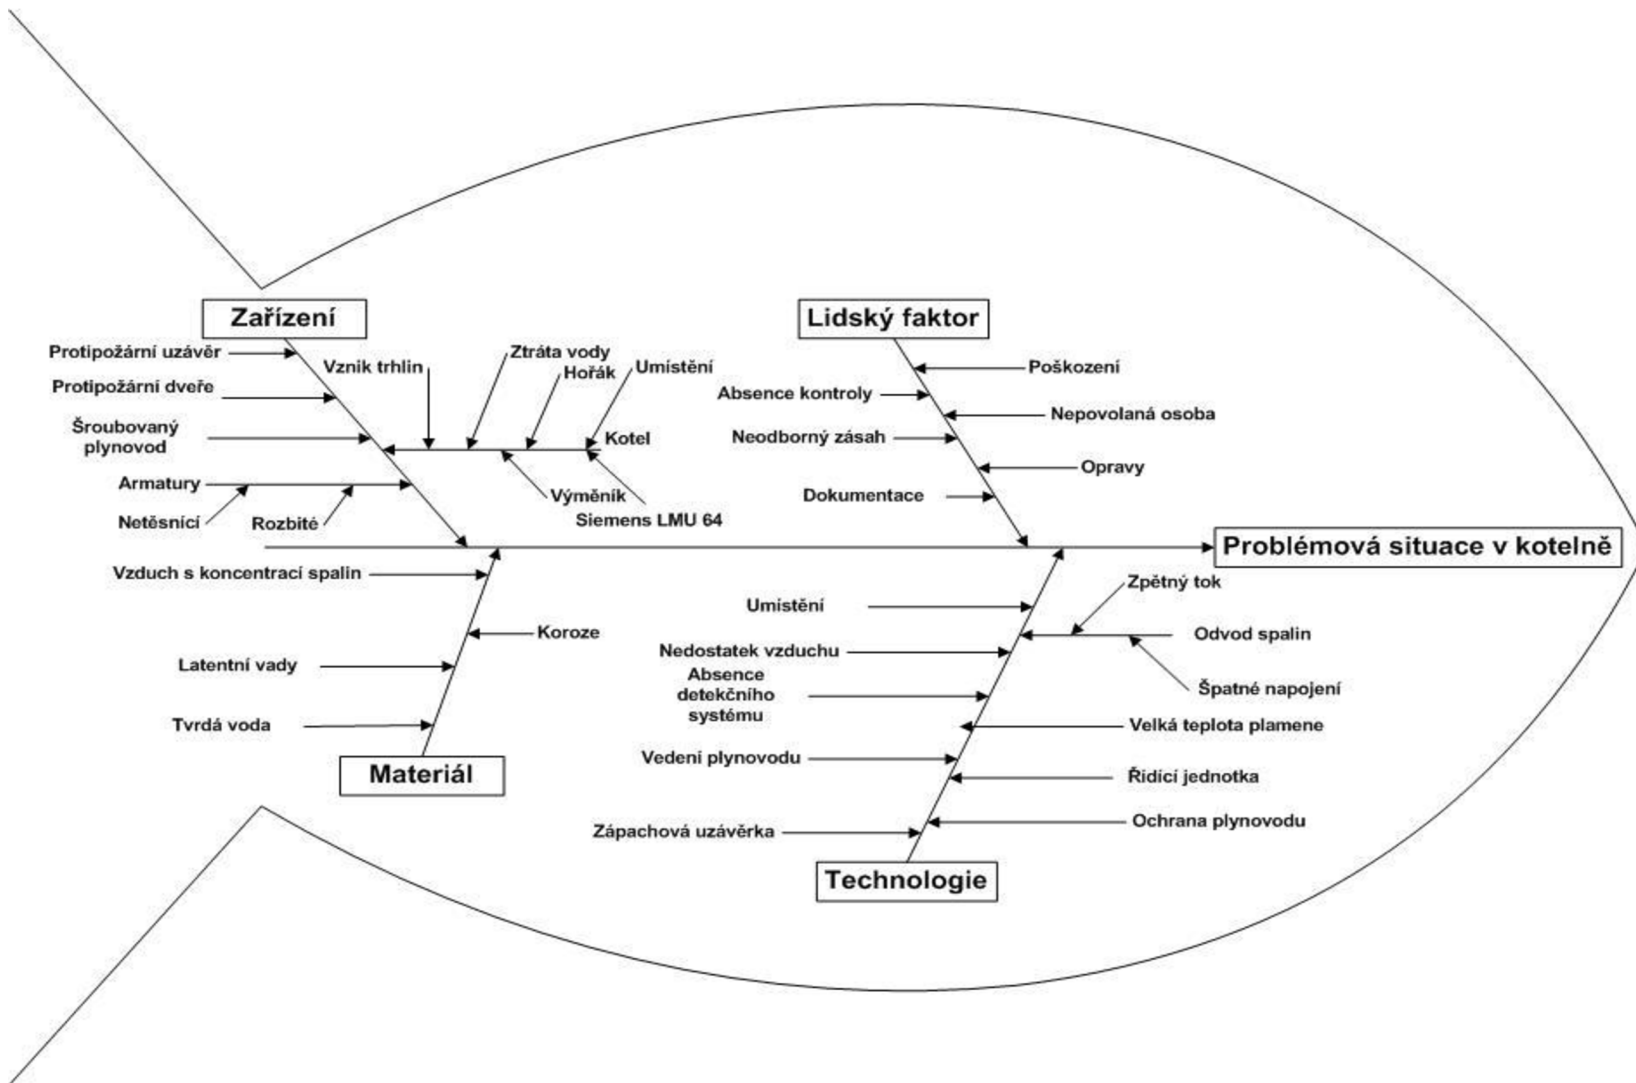 Zařízení
Lidský faktor
Protipožární uzávěr
Protipožární dveře
Šroubovaný
plynovod
Armatury
Netěsnící
Rozbité
Vznik trhlin
Ztráta vody
Hořák
Umístění
Kotel
Výměník
Siemens LMU 64
Poškození
Absence kontroly
Nepovolaná osoba
Neodborný zásah
Opravy
Dokumentace
Problémová situace v kotelně
Vzduch s koncentrací spalin
Koroze
Latentní vady
Tvrdá voda
Materiál
Umístění
Zpětný tok
Odvod spalin
Nedostatek vzduchu
Absence
detekčního
systému
Špatné napojení
Velká teplota plamene
Vedení plynovodu
Řídící jednotka
Ochrana plynovodu
Zápachová uzávěrka
Technologie